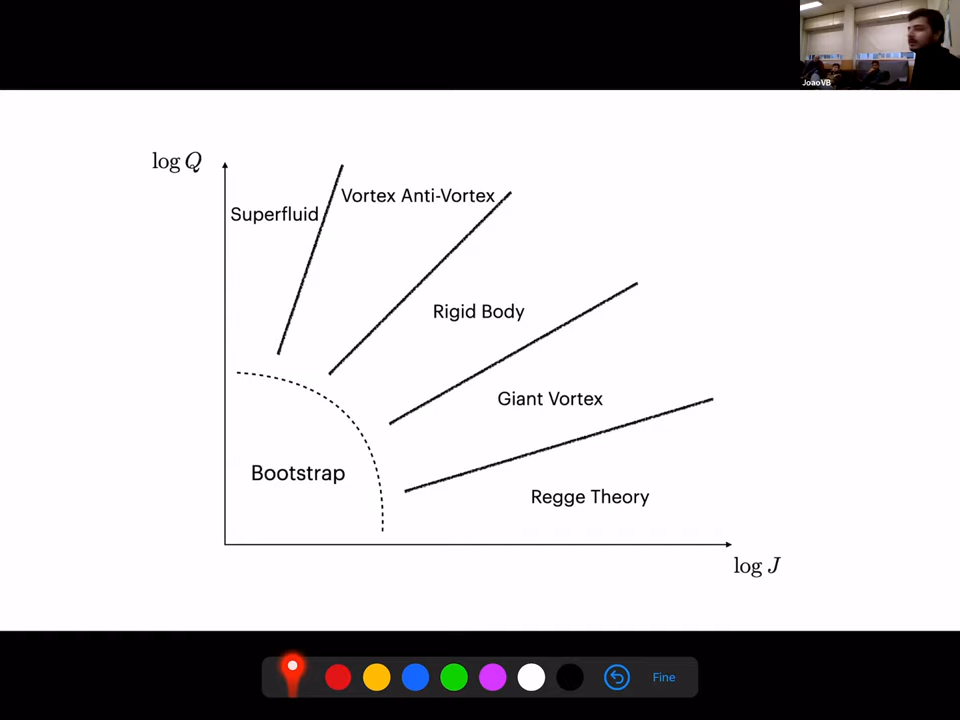 JoaoVB
log Q
Vortex Anti-Vortex
Superfluid
Rigid Body
Giant Vortex
Bootstrap
Regge Theory
log J
Fine